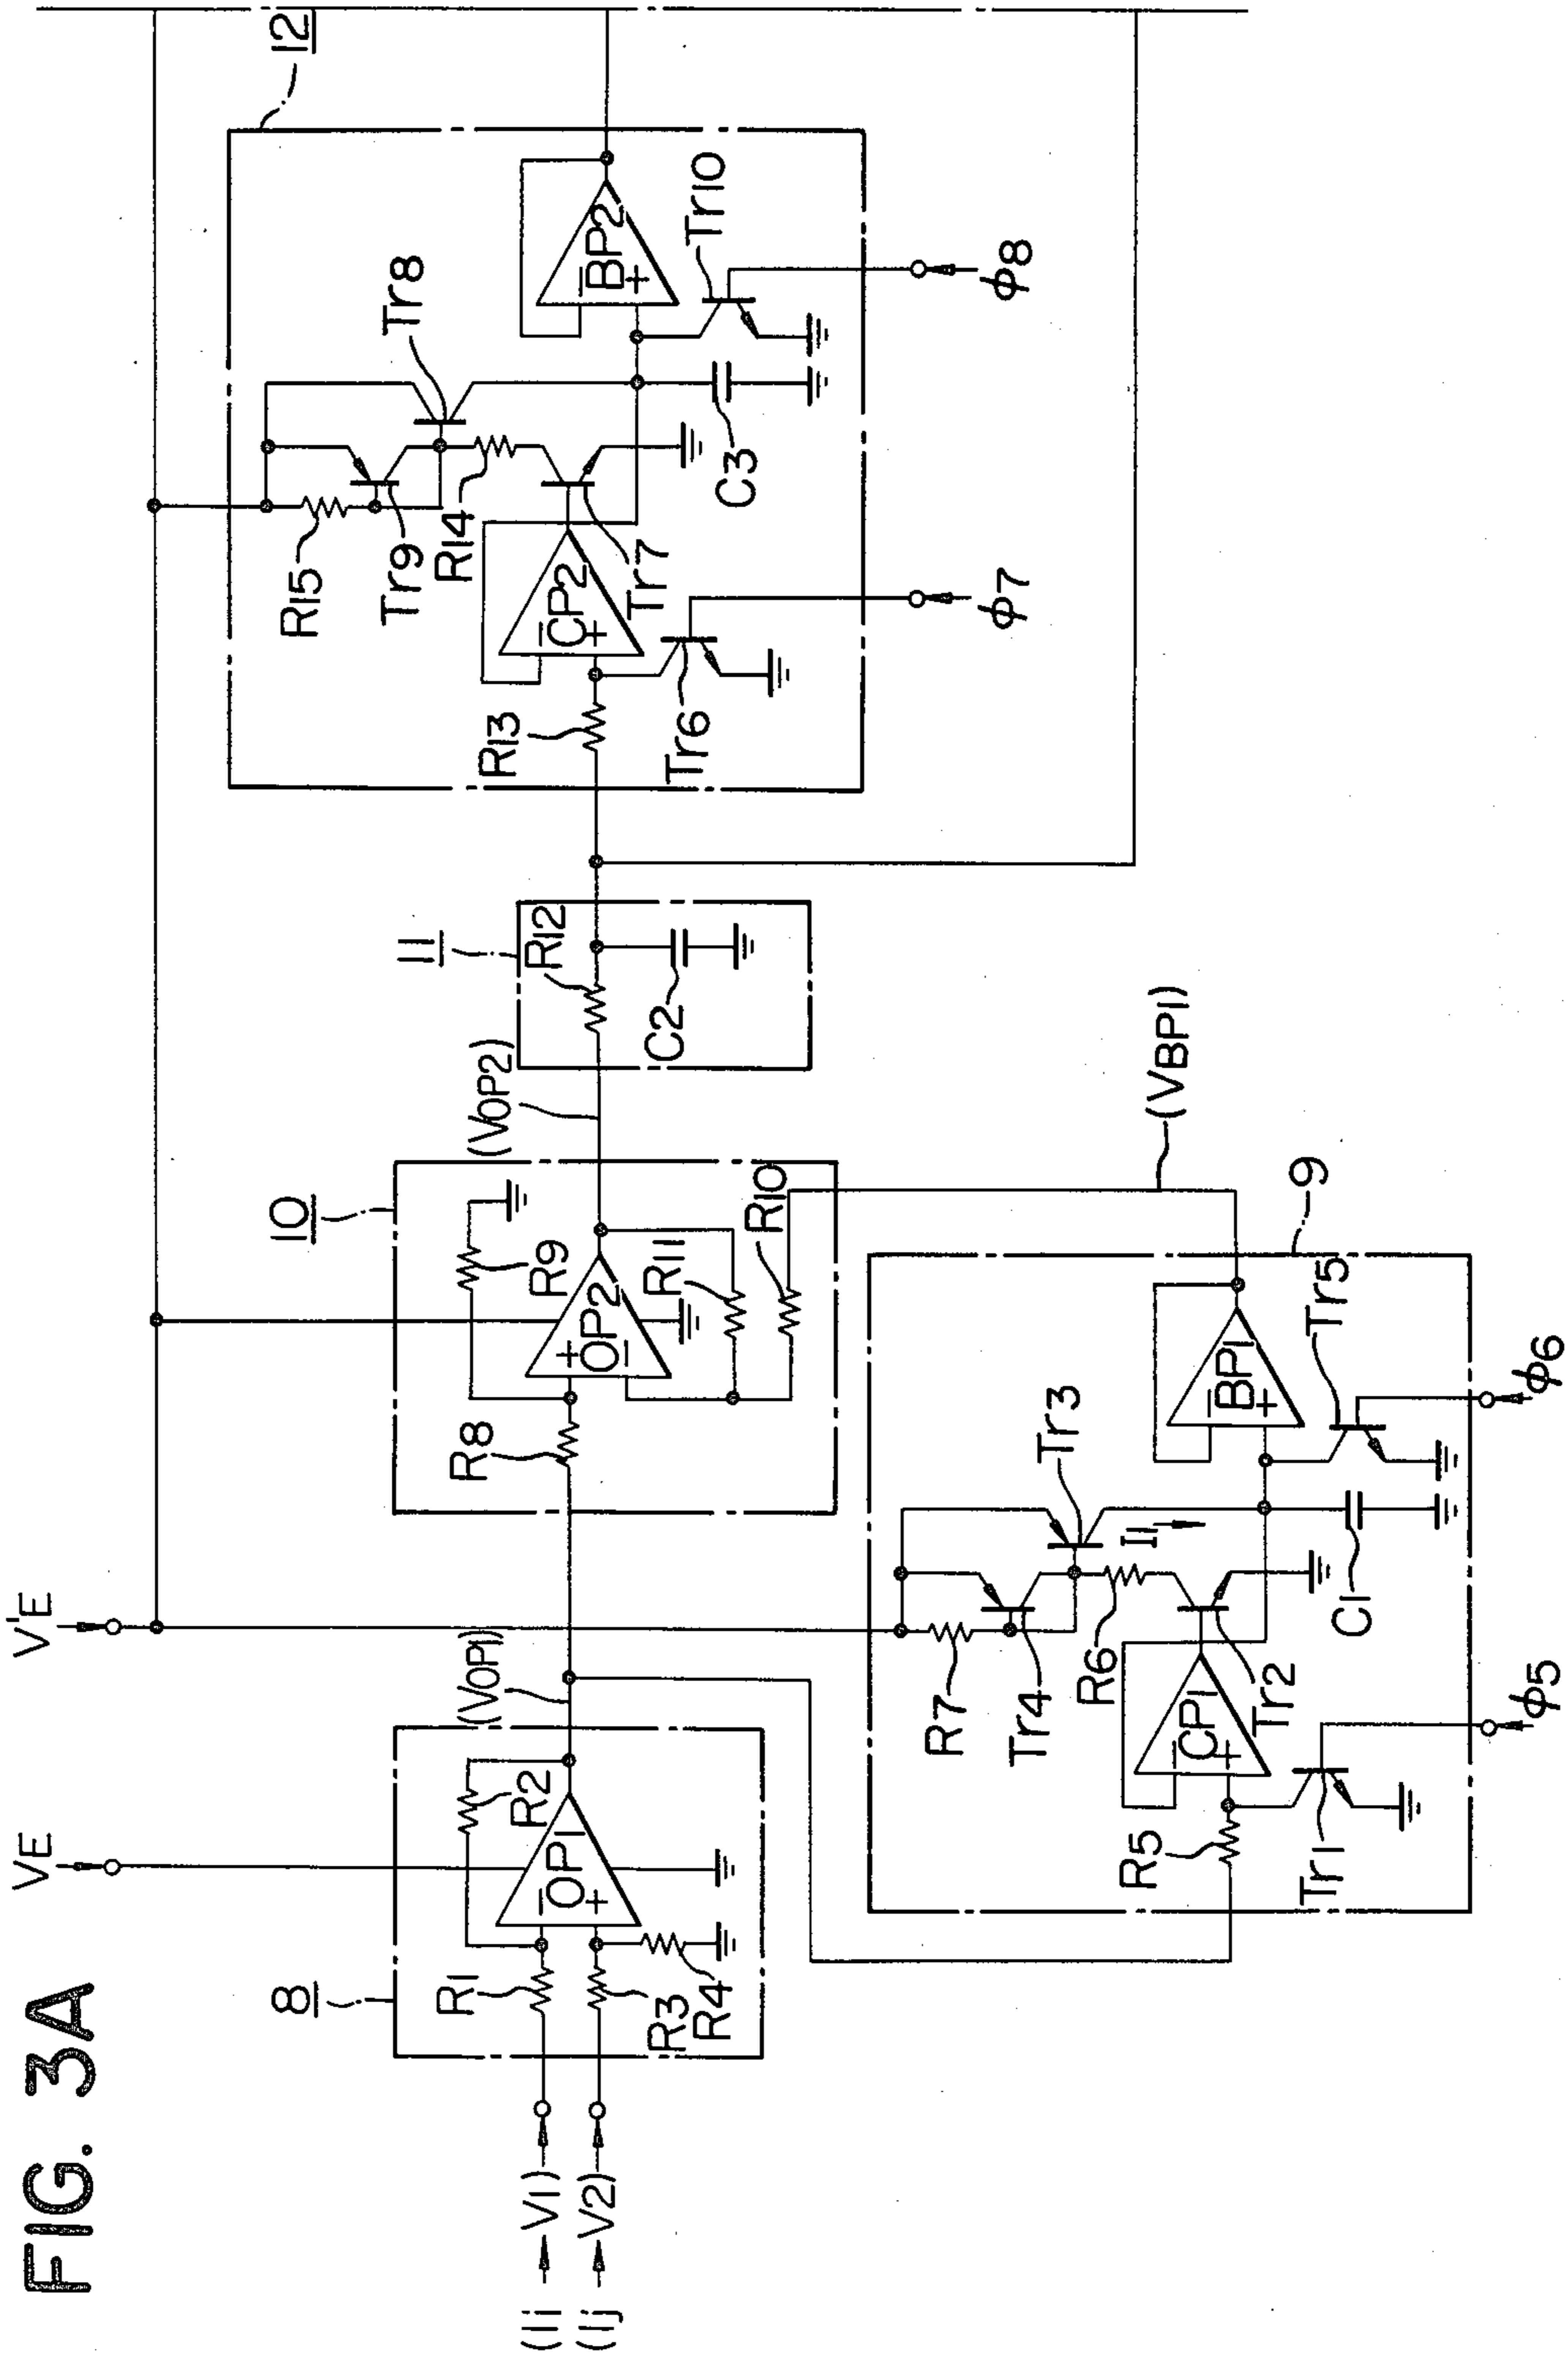 FIG. 3A
(Ii → V1)
(Ij → V2)
8
R1
R2
R3
R4
OP1
VE
(VOP1)
V'E
10
R8
R9
OP2
R11
R10
(VOP2)
11
R12
C2
12
R13
CP2
Tr6
Tr7
R14
R15
Tr9
Tr8
C3
BP2
Tr10
φ7
φ8
9
R5
CP1
Tr1
Tr2
R6
R7
Tr4
Tr3
I1
C1
BP1
Tr5
φ5
φ6
(VBP1)